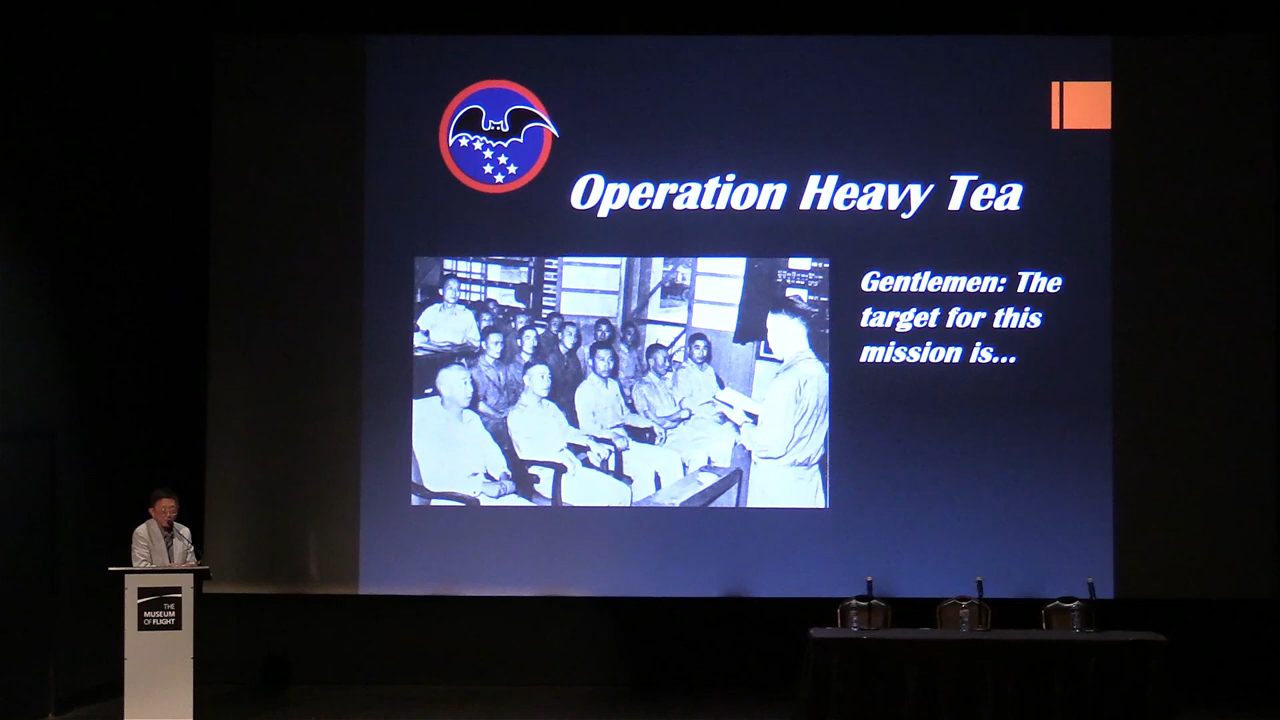 Operation Heavy Tea
Gentlemen: The
target for this
mission is...
THE
MUSEUM
OF FLIGHT